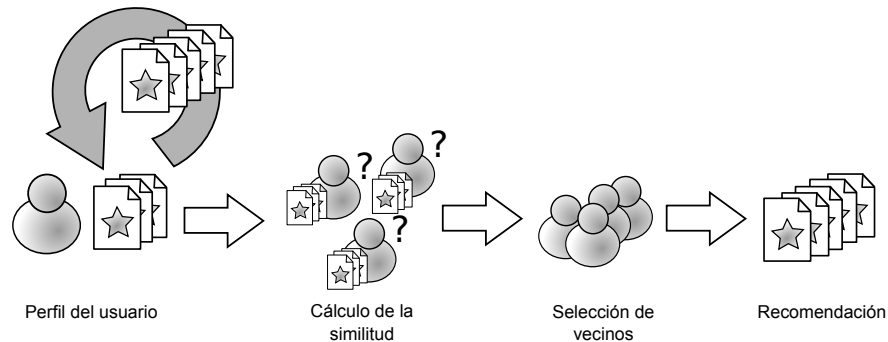 ?
?
?
Perfil del usuario
Cálculo de la
similitud
Selección de
vecinos
Recomendación